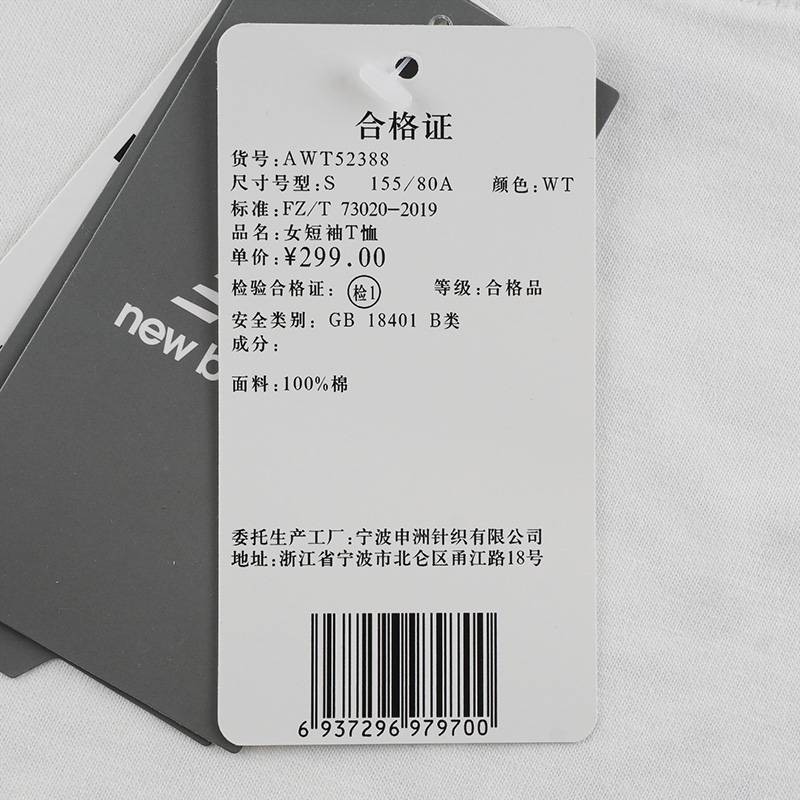 合格证
货号:AWT52388
尺寸号型:S 155/80A 颜色:WT
标准:FZ/T 73020-2019
品名:女短袖T恤
单价:¥299.00
检验合格证: 检1 等级:合格品
安全类别: GB 18401 B类
成分:
面料:100%棉
委托生产工厂:宁波申洲针织有限公司
地址:浙江省宁波市北仑区甬江路18号
6 937296 979700
new b